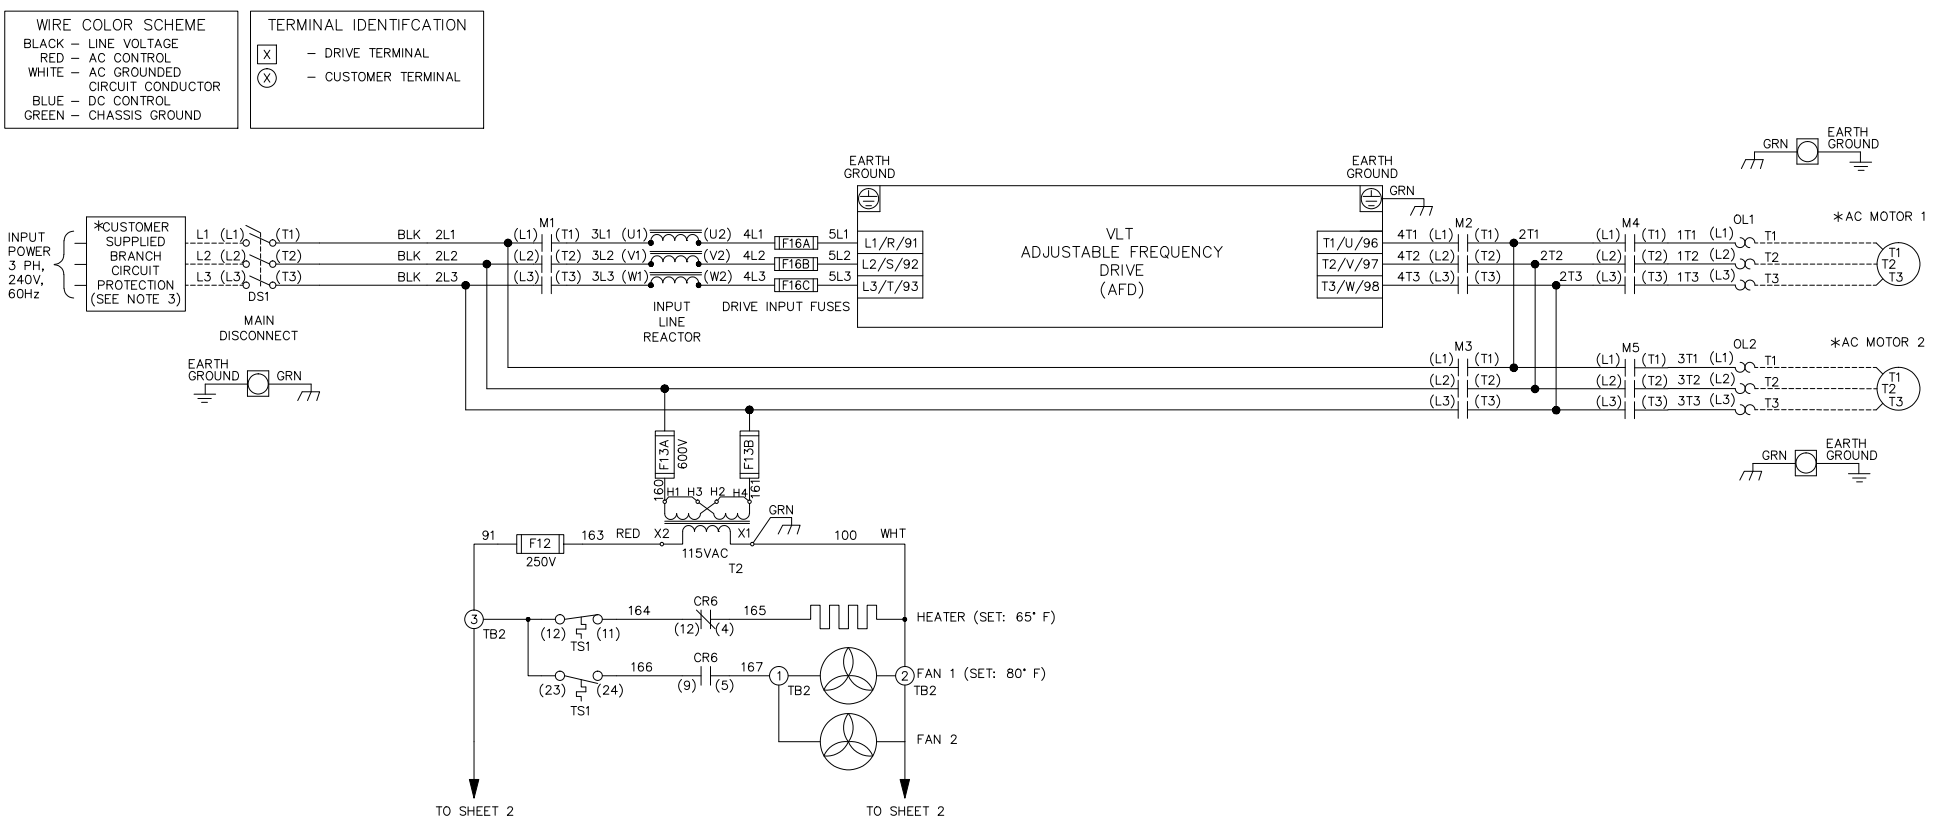 WIRE COLOR SCHEME
BLACK – LINE VOLTAGE
RED – AC CONTROL
WHITE – AC GROUNDED
CIRCUIT CONDUCTOR
BLUE – DC CONTROL
GREEN – CHASSIS GROUND
TERMINAL IDENTIFCATION
X – DRIVE TERMINAL
X – CUSTOMER TERMINAL
INPUT
POWER
3 PH,
240V,
60Hz
*CUSTOMER
SUPPLIED
BRANCH
CIRCUIT
PROTECTION
(SEE NOTE 3)
L1 (L1) (T1) BLK 2L1 (L1) M1 (T1) 3L1 (U1) (U2) 4L1 F16A 5L1 L1/R/91
L2 (L2) (T2) BLK 2L2 (L2) (T2) 3L2 (V1) (V2) 4L2 F16B 5L2 L2/S/92
L3 (L3) (T3) BLK 2L3 (L3) (T3) 3L3 (W1) (W2) 4L3 F16C 5L3 L3/T/93
DS1
MAIN
DISCONNECT
INPUT
LINE
REACTOR
DRIVE INPUT FUSES
EARTH
GROUND
GRN
EARTH
GROUND
VLT
ADJUSTABLE FREQUENCY
DRIVE
(AFD)
EARTH
GROUND
GRN
T1/U/96 4T1 (L1) M2 (T1) 2T1 (L1) M4 (T1) 1T1 (L1) OL1 T1
T2/V/97 4T2 (L2) (T2) 2T2 (L2) (T2) 1T2 (L2) T2
T3/W/98 4T3 (L3) (T3) 2T3 (L3) (T3) 1T3 (L3) T3
GRN
EARTH
GROUND
*AC MOTOR 1
T1
T2
T3
(L1) M3 (T1) (L1) M5 (T1) 3T1 (L1) OL2 T1
(L2) (T2) (L2) (T2) 3T2 (L2) T2
(L3) (T3) (L3) (T3) 3T3 (L3) T3
*AC MOTOR 2
T1
T2
T3
GRN
EARTH
GROUND
F13A
600V
F13B
160
161
H1 H3 H2 H4
GRN
91 F12 163 RED X2 X1 100 WHT
250V
115VAC
T2
3
TB2
(12) (11)
TS1
164
CR6
(12) (4)
165
HEATER (SET: 65° F)
(23) (24)
TS1
166
CR6
(9) (5)
167
1
TB2
2
TB2
FAN 1 (SET: 80° F)
FAN 2
TO SHEET 2
TO SHEET 2